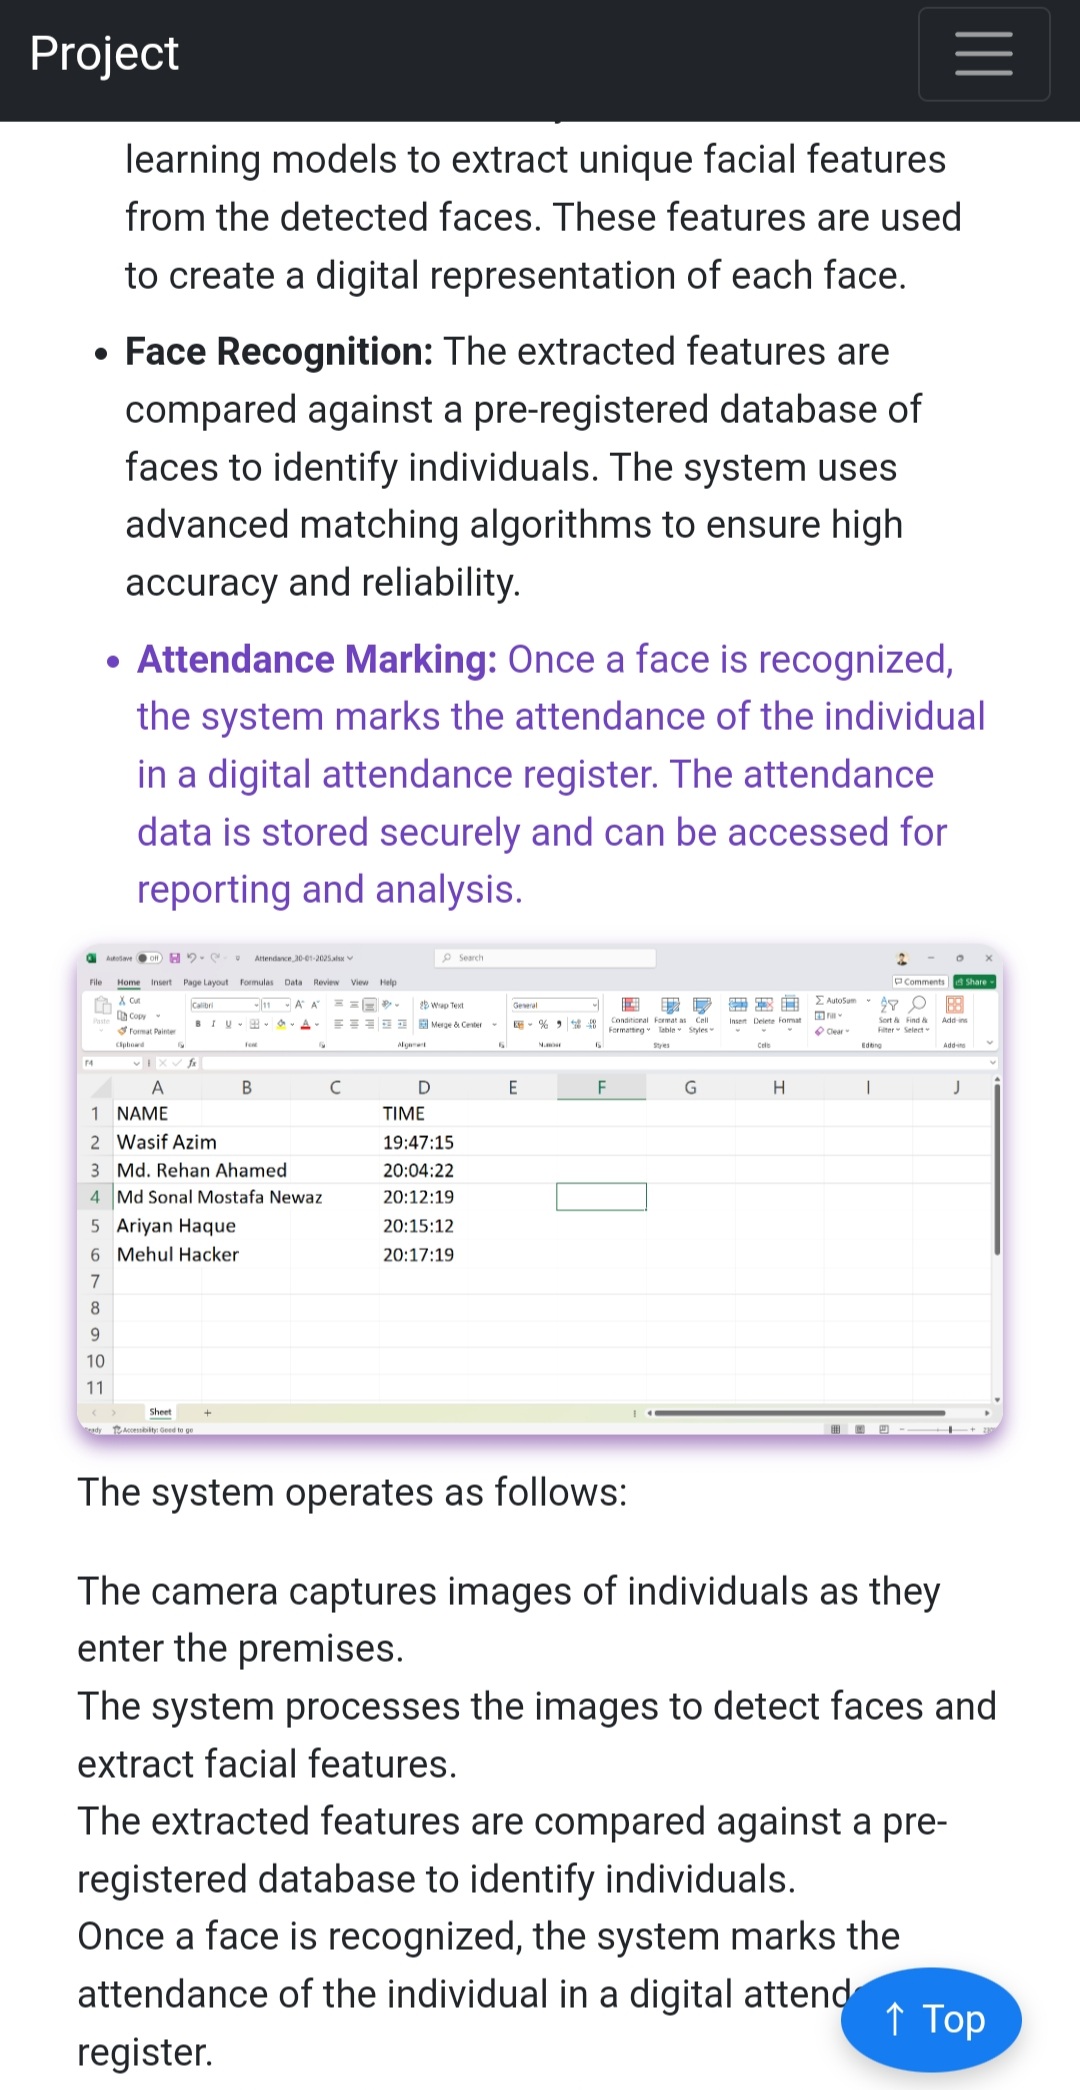 Project
learning models to extract unique facial features
from the detected faces. These features are used
to create a digital representation of each face.
• Face Recognition: The extracted features are
compared against a pre-registered database of
faces to identify individuals. The system uses
advanced matching algorithms to ensure high
accuracy and reliability.
• Attendance Marking: Once a face is recognized,
the system marks the attendance of the individual
in a digital attendance register. The attendance
data is stored securely and can be accessed for
reporting and analysis.
AutoSave Off Attendance_30-01-2025.xlsx Search
File Home Insert Page Layout Formulas Data Review View Help Comments Share
Paste Cut Copy Format Painter
Calibri 11 A A B I U A
Wrap Text Merge & Center
General % 9
Conditional Formatting Format as Table Cell Styles
Insert Delete Format
AutoSum Fill Clear
Sort & Filter Find & Select Add-ins
Clipboard Font Alignment Number Styles Cells Editing Add-ins
F4 fx
A B C D E F G H I J
1 NAME TIME
2 Wasif Azim 19:47:15
3 Md. Rehan Ahamed 20:04:22
4 Md Sonal Mostafa Newaz 20:12:19
5 Ariyan Haque 20:15:12
6 Mehul Hacker 20:17:19
7
8
9
10
11
Sheet +
Accessibility: Good to go
The system operates as follows:
The camera captures images of individuals as they
enter the premises.
The system processes the images to detect faces and
extract facial features.
The extracted features are compared against a pre-
registered database to identify individuals.
Once a face is recognized, the system marks the
attendance of the individual in a digital attend
register.
↑ Top